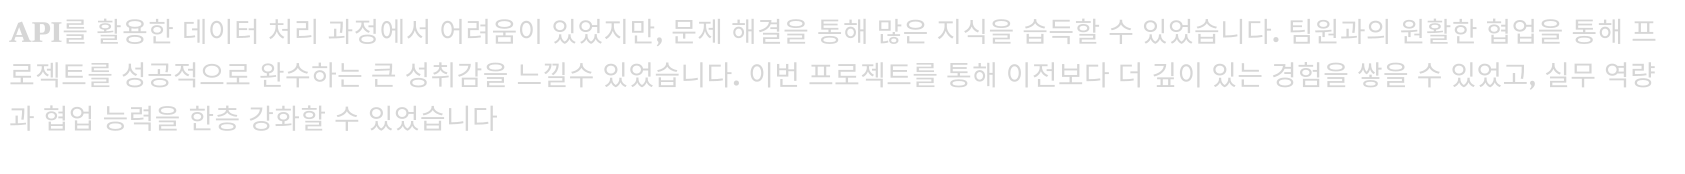 API를 활용한 데이터 처리 과정에서 어려움이 있었지만, 문제 해결을 통해 많은 지식을 습득할 수 있었습니다. 팀원과의 원활한 협업을 통해 프
로젝트를 성공적으로 완수하는 큰 성취감을 느낄수 있었습니다. 이번 프로젝트를 통해 이전보다 더 깊이 있는 경험을 쌓을 수 있었고, 실무 역량
과 협업 능력을 한층 강화할 수 있었습니다